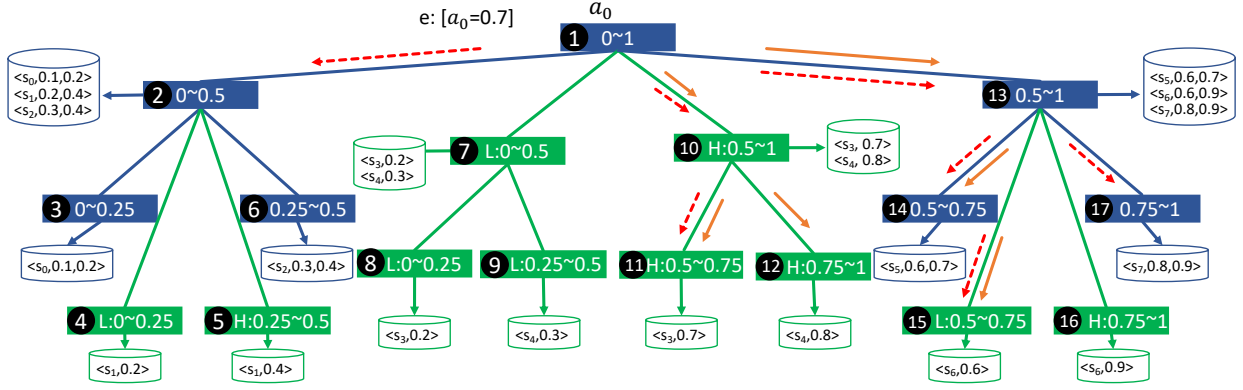 e: [a₀=0.7]
a₀
1 0~1
<s₀,0.1,0.2>
<s₁,0.2,0.4>
<s₂,0.3,0.4>
2 0~0.5
13 0.5~1
<s₅,0.6,0.7>
<s₆,0.6,0.9>
<s₇,0.8,0.9>
<s₃,0.2>
<s₄,0.3>
7 L:0~0.5
10 H:0.5~1
<s₃, 0.7>
<s₄, 0.8>
3 0~0.25
6 0.25~0.5
14 0.5~0.75
17 0.75~1
<s₀,0.1,0.2>
<s₂,0.3,0.4>
8 L:0~0.25
9 L:0.25~0.5
11 H:0.5~0.75
12 H:0.75~1
<s₅,0.6,0.7>
<s₇,0.8,0.9>
4 L:0~0.25
5 H:0.25~0.5
<s₃,0.2>
<s₄,0.3>
<s₃,0.7>
<s₄,0.8>
15 L:0.5~0.75
16 H:0.75~1
<s₁,0.2>
<s₁,0.4>
<s₆,0.6>
<s₆,0.9>